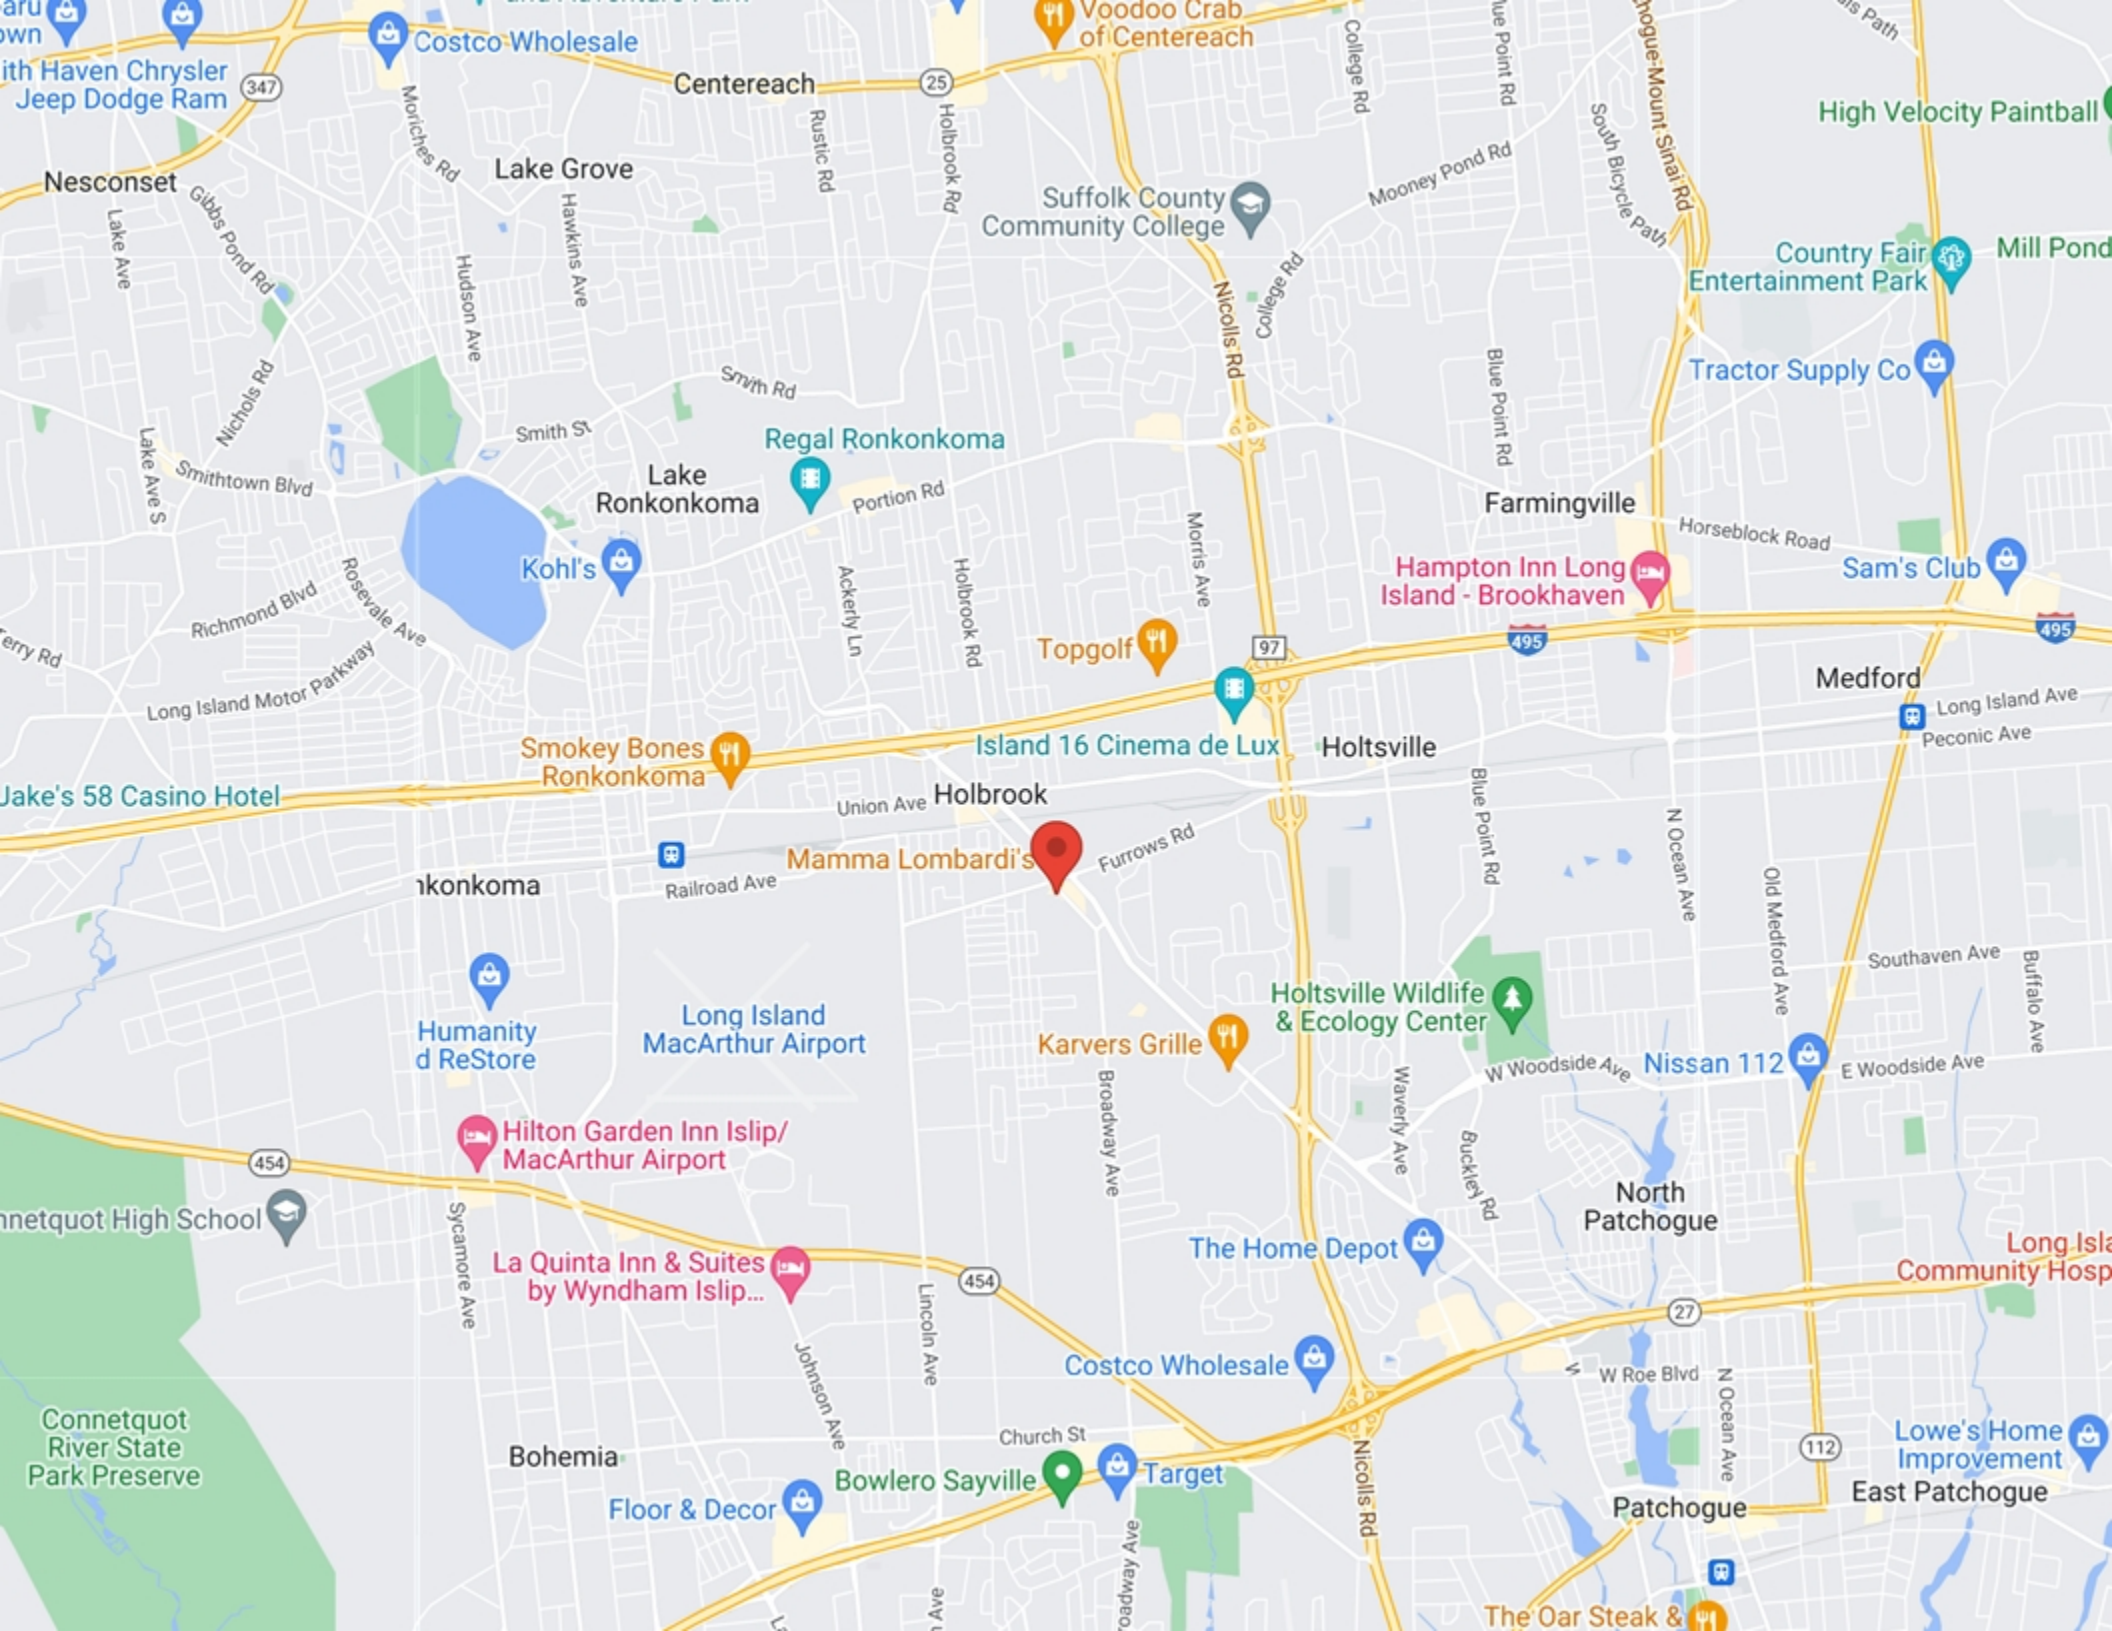 Voodoo Crab
of Centereach
Costco Wholesale
ith Haven Chrysler
Jeep Dodge Ram
347
Centereach
25
Nesconset
Lake Grove
Moriches Rd
Gibbs Pond Rd
Lake Ave
Hudson Ave
Hawkins Ave
Rustic Rd
Holbrook Rd
College Rd
Mooney Pond Rd
South Bicycle Path
High Velocity Paintball
Suffolk County
Community College
College Rd
Nicolls Rd
Country Fair
Entertainment Park
Mill Pond
Tractor Supply Co
Nichols Rd
Smith Rd
Smith St
Lake Ave S
Smithtown Blvd
Regal Ronkonkoma
Lake
Ronkonkoma
Portion Rd
Blue Point Rd
Farmingville
Horseblock Road
Kohl's
Rosevale Ave
Richmond Blvd
Ackerly Ln
Holbrook Rd
Morris Ave
Hampton Inn Long
Island - Brookhaven
Sam's Club
495
495
Topgolf
97
Medford
Long Island Ave
Peconic Ave
Long Island Motor Parkway
Smokey Bones
Ronkonkoma
Island 16 Cinema de Lux
Holtsville
Jake's 58 Casino Hotel
Union Ave
Holbrook
Mamma Lombardi's
Furrows Rd
Blue Point Rd
N Ocean Ave
Old Medford Ave
nkonkoma
Railroad Ave
Southaven Ave
Buffalo Ave
Humanity
d ReStore
Long Island
MacArthur Airport
Karvers Grille
Holtsville Wildlife
& Ecology Center
W Woodside Ave
Nissan 112
E Woodside Ave
Broadway Ave
Waverly Ave
Buckley Rd
Hilton Garden Inn Islip/
MacArthur Airport
454
nnetquot High School
Sycamore Ave
North
Patchogue
The Home Depot
La Quinta Inn & Suites
by Wyndham Islip...
454
Lincoln Ave
27
Long Isla
Community Hosp
Costco Wholesale
W Roe Blvd
N Ocean Ave
Johnson Ave
Connetquot
River State
Park Preserve
Church St
Bohemia
Bowlero Sayville
Target
Nicolls Rd
112
Lowe's Home
Improvement
East Patchogue
Patchogue
Floor & Decor
The Oar Steak &